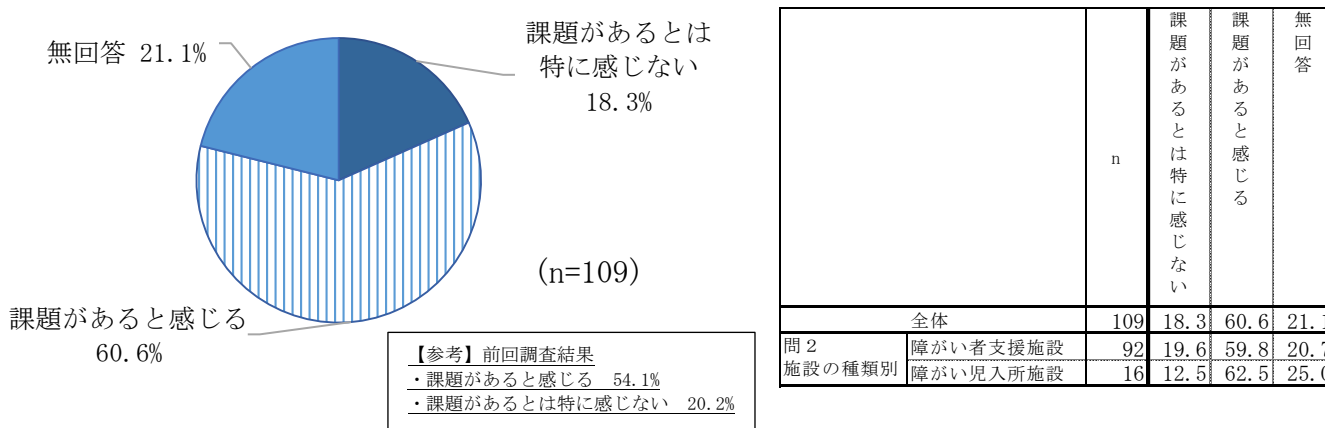 無回答 21.1%
課題があるとは
特に感じない
18.3%
(n=109)
課題があると感じる
60.6%
【参考】前回調査結果
・課題があると感じる 54.1%
・課題があるとは特に感じない 20.2%
n
課題があるとは特に感じない
課題があると感じる
無回答
全体 109 18.3 60.6 21.1
問2
施設の種類別
障がい者支援施設 92 19.6 59.8 20.7
障がい児入所施設 16 12.5 62.5 25.0